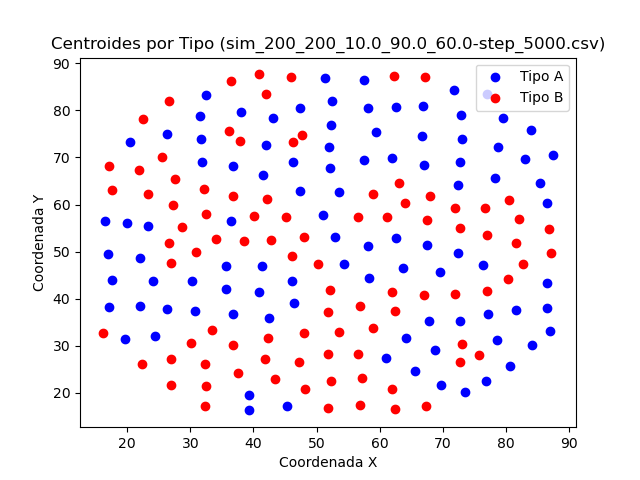 Centroides por Tipo (sim_200_200_10.0_90.0_60.0-step_5000.csv)
Tipo A
Tipo B
90
80
70
60
50
40
30
20
Coordenada Y
20 30 40 50 60 70 80 90
Coordenada X